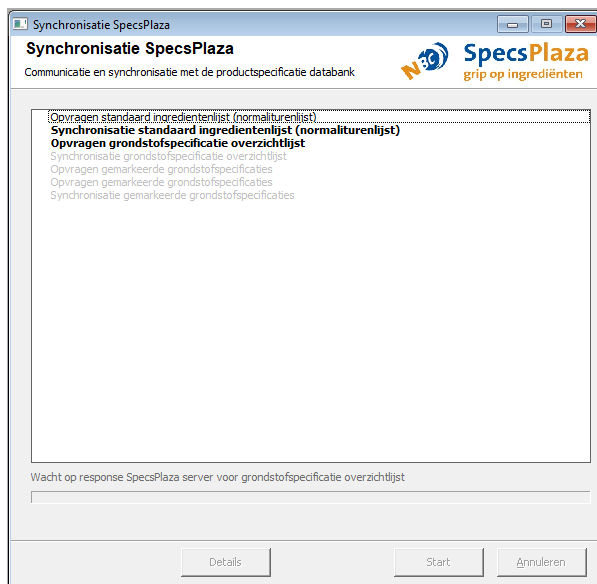 Synchronisatie SpecsPlaza
Synchronisatie SpecsPlaza
Communicatie en synchronisatie met de productspecificatie databank
NBC
SpecsPlaza
grip op ingrediënten
Opvragen standaard ingredientenlijst (normaliturenlijst)
Synchronisatie standaard ingredientenlijst (normaliturenlijst)
Opvragen grondstofspecificatie overzichtlijst
Synchronisatie grondstofspecificatie overzichtlijst
Opvragen gemarkeerde grondstofspecificaties
Opvragen gemarkeerde grondstofspecificaties
Synchronisatie gemarkeerde grondstofspecificaties
Wacht op response SpecsPlaza server voor grondstofspecificatie overzichtlijst
Details
Start
Annuleren